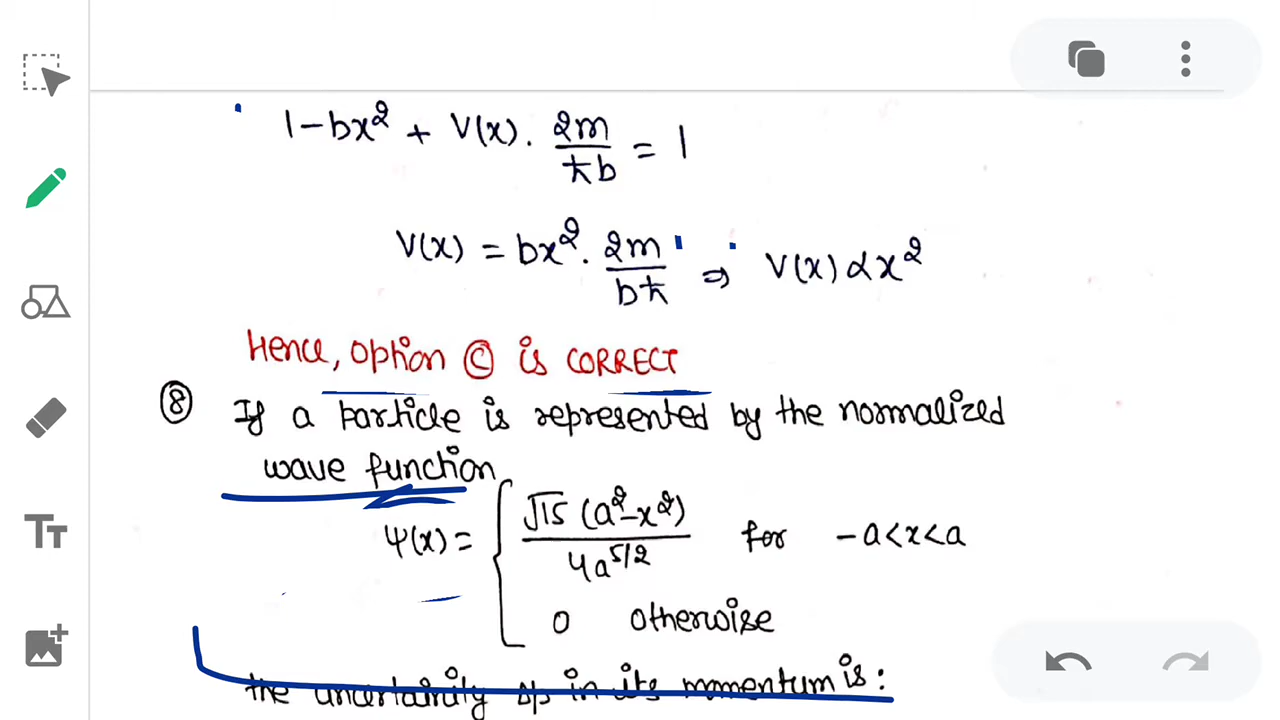 1-bx² + V(x). 2m/ħb = 1
V(x) = bx². 2m/bħ ⇒ V(x) α x²
Hence, option Ⓒ is CORRECT
⑧ If a particle is represented by the normalized
wave function
Ψ(x) = { √15 (a²-x²)/4a^5/2 for -a<x<a
0 otherwise
the uncertainity Δp in its momentum is:
TT